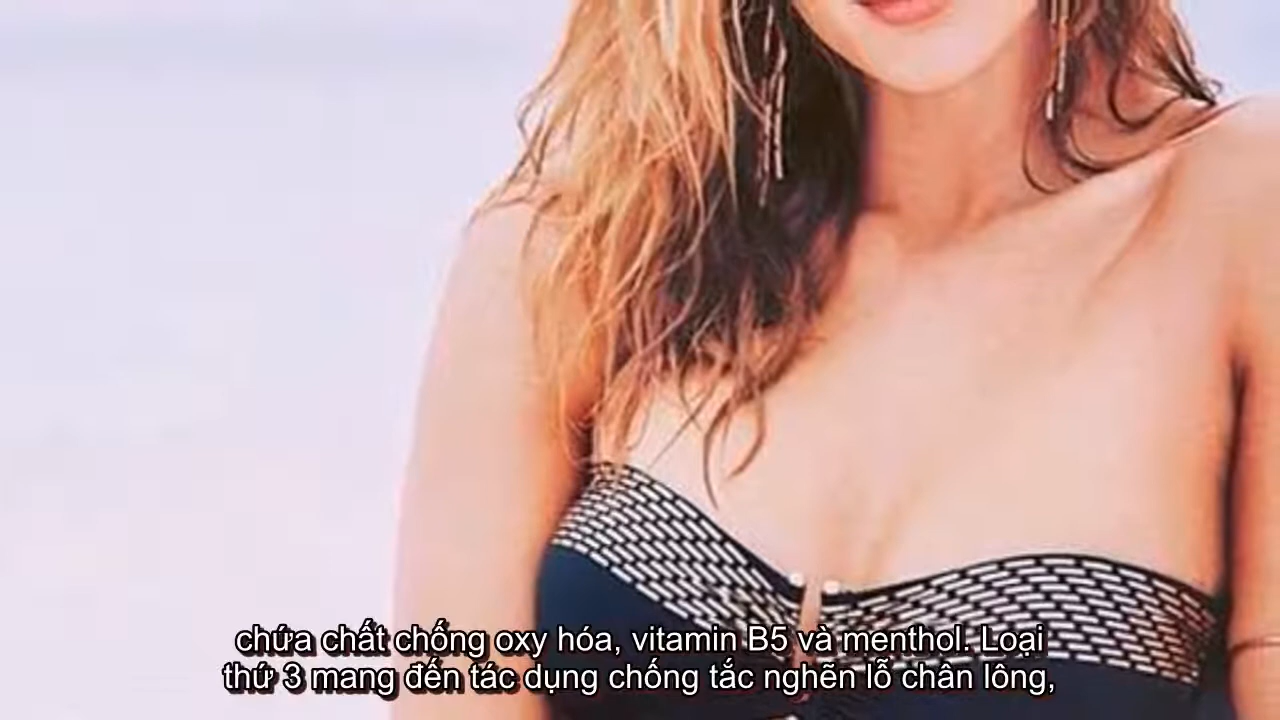 chứa chất chống oxy hóa, vitamin B5 và menthol. Loại
thứ 3 mang đến tác dụng chống tắc nghẽn lỗ chân lông,